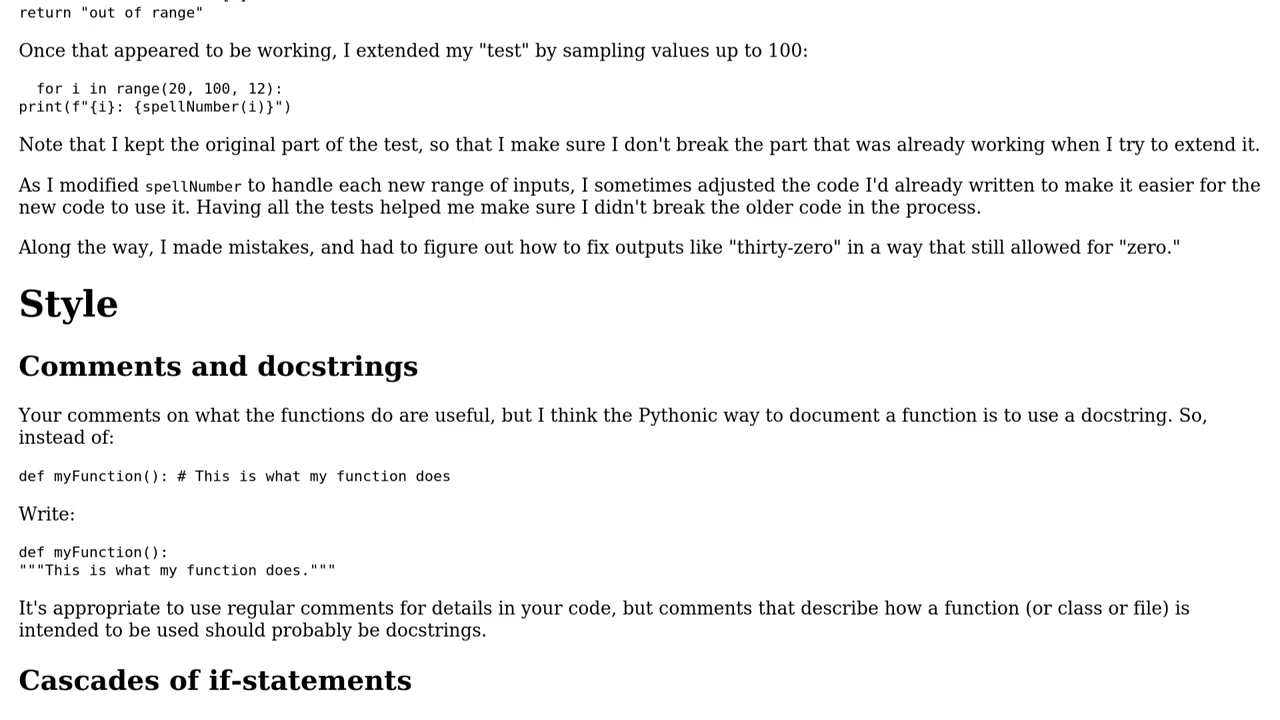 return "out of range"
Once that appeared to be working, I extended my "test" by sampling values up to 100:
for i in range(20, 100, 12):
print(f"{i}: {spellNumber(i)}")
Note that I kept the original part of the test, so that I make sure I don't break the part that was already working when I try to extend it.
As I modified spellNumber to handle each new range of inputs, I sometimes adjusted the code I'd already written to make it easier for the
new code to use it. Having all the tests helped me make sure I didn't break the older code in the process.
Along the way, I made mistakes, and had to figure out how to fix outputs like "thirty-zero" in a way that still allowed for "zero."
Style
Comments and docstrings
Your comments on what the functions do are useful, but I think the Pythonic way to document a function is to use a docstring. So,
instead of:
def myFunction(): # This is what my function does
Write:
def myFunction():
"""This is what my function does."""
It's appropriate to use regular comments for details in your code, but comments that describe how a function (or class or file) is
intended to be used should probably be docstrings.
Cascades of if-statements